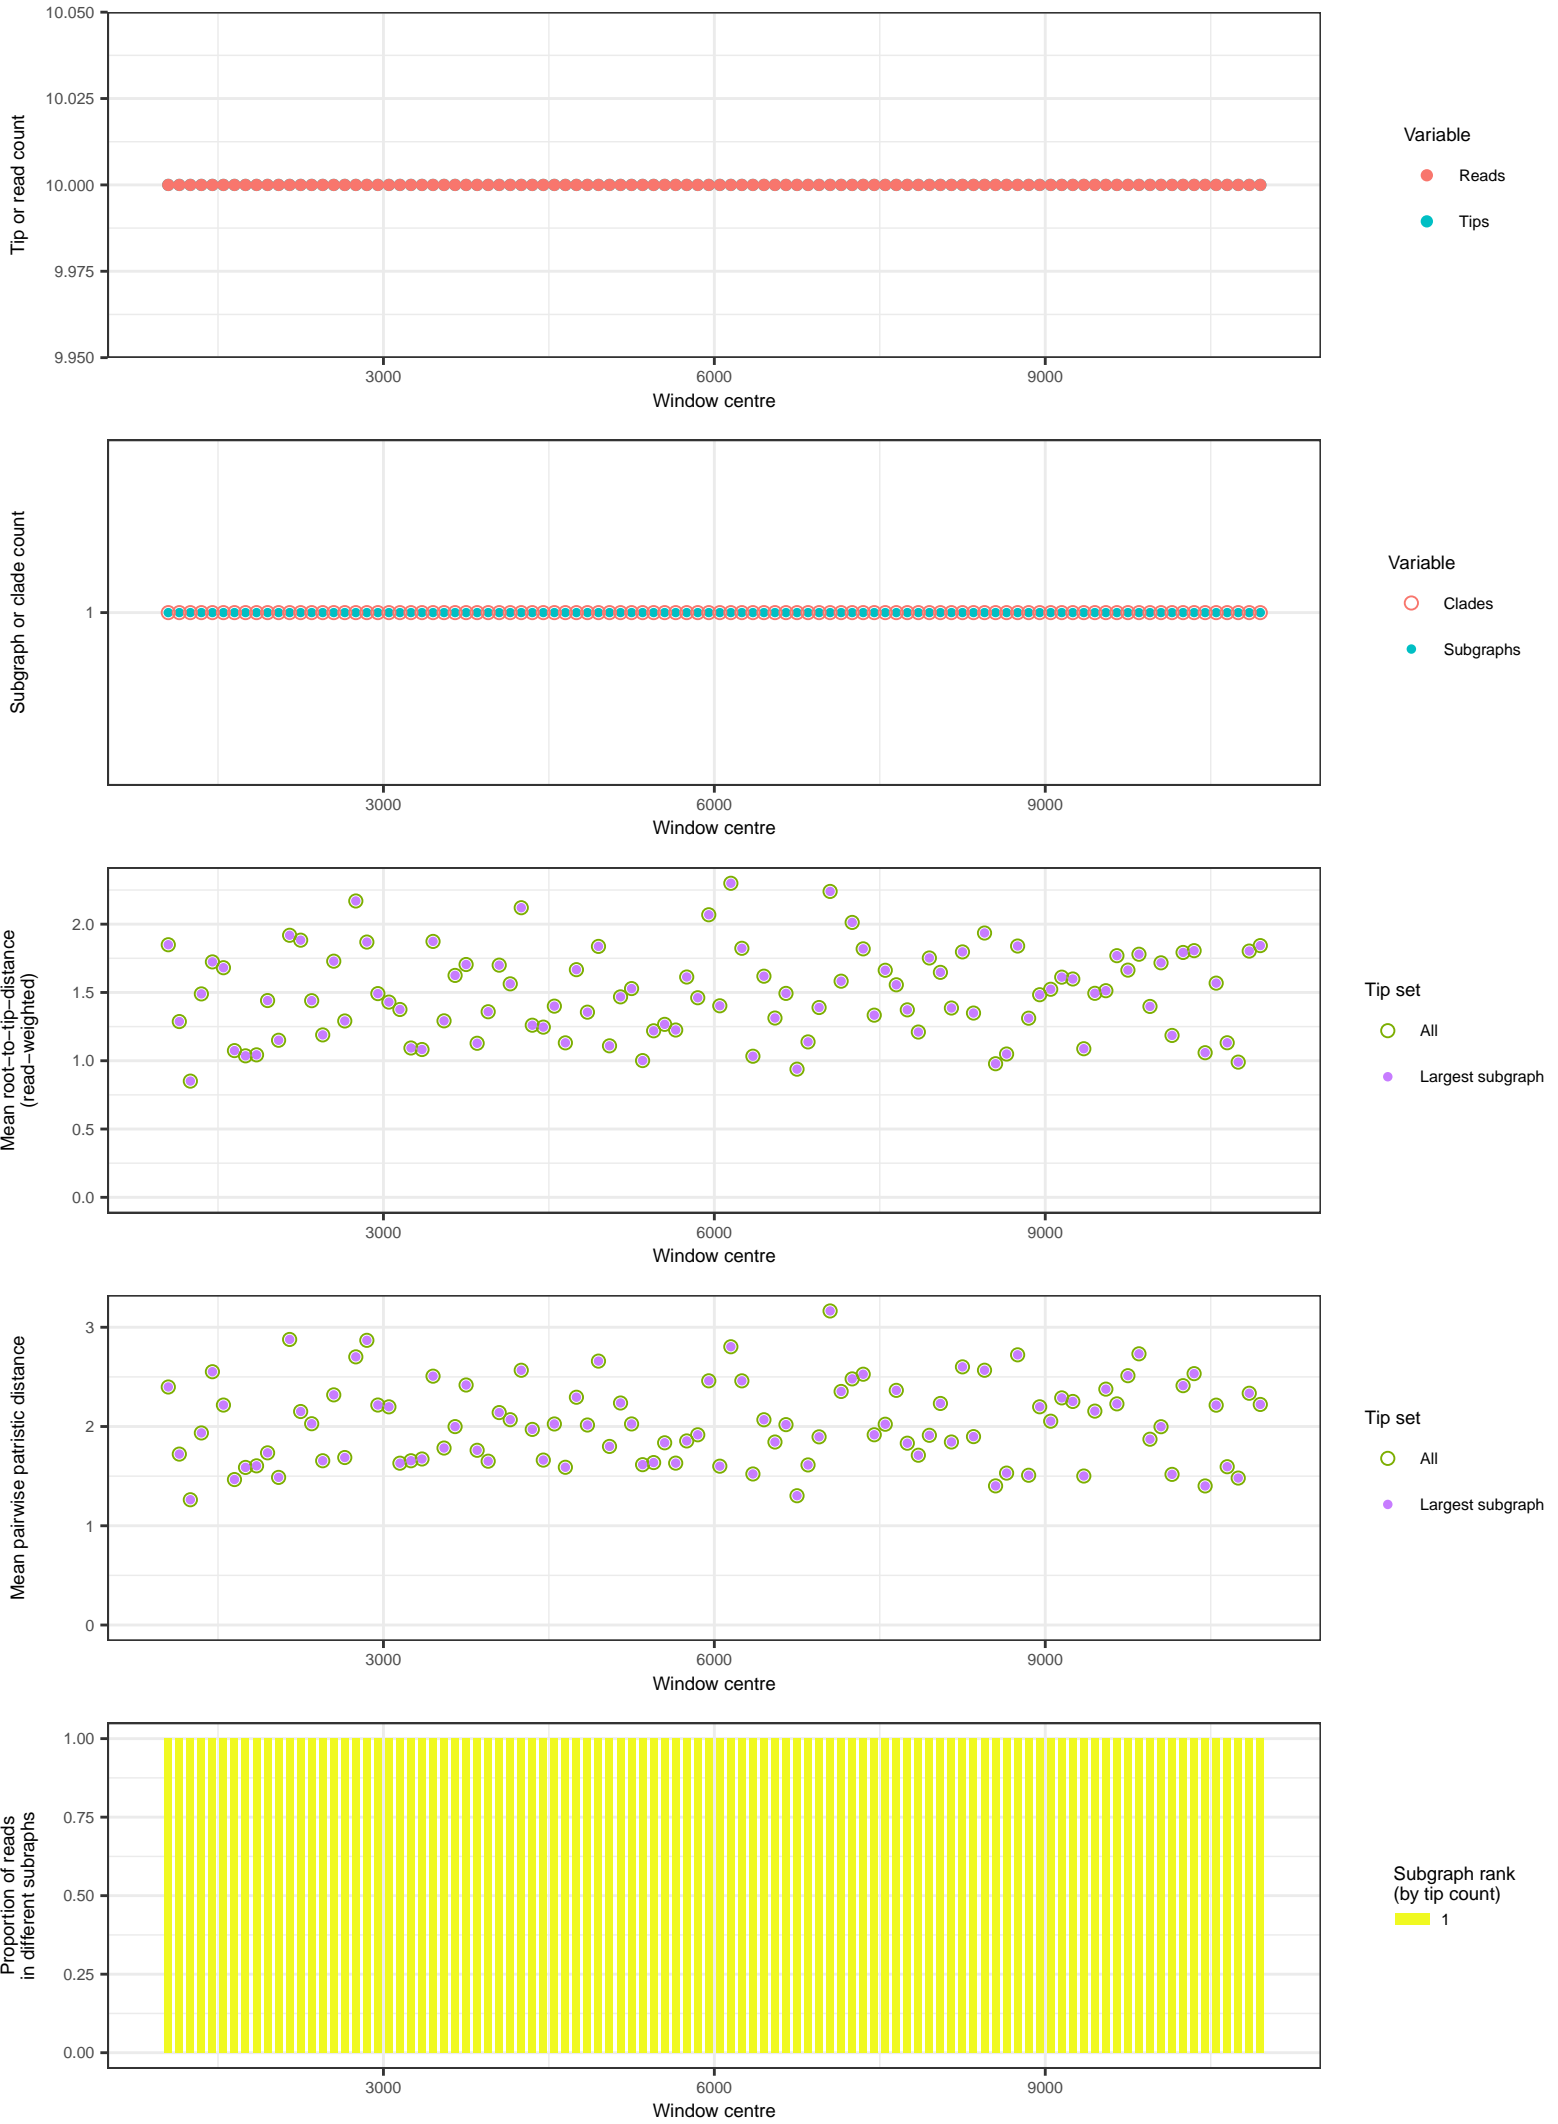 10.050
10.025
10.000
9.975
9.950
Tip or read count
3000
6000
9000
Window centre
Variable
Reads
Tips
1
Subgraph or clade count
3000
6000
9000
Window centre
Variable
Clades
Subgraphs
2.0
1.5
1.0
0.5
0.0
Mean root−to−tip−distance
(read−weighted)
3000
6000
9000
Window centre
Tip set
All
Largest subgraph
3
2
1
0
Mean pairwise patristic distance
3000
6000
9000
Window centre
Tip set
All
Largest subgraph
1.00
0.75
0.50
0.25
0.00
Proportion of reads
in different subraphs
3000
6000
9000
Window centre
Subgraph rank
(by tip count)
1